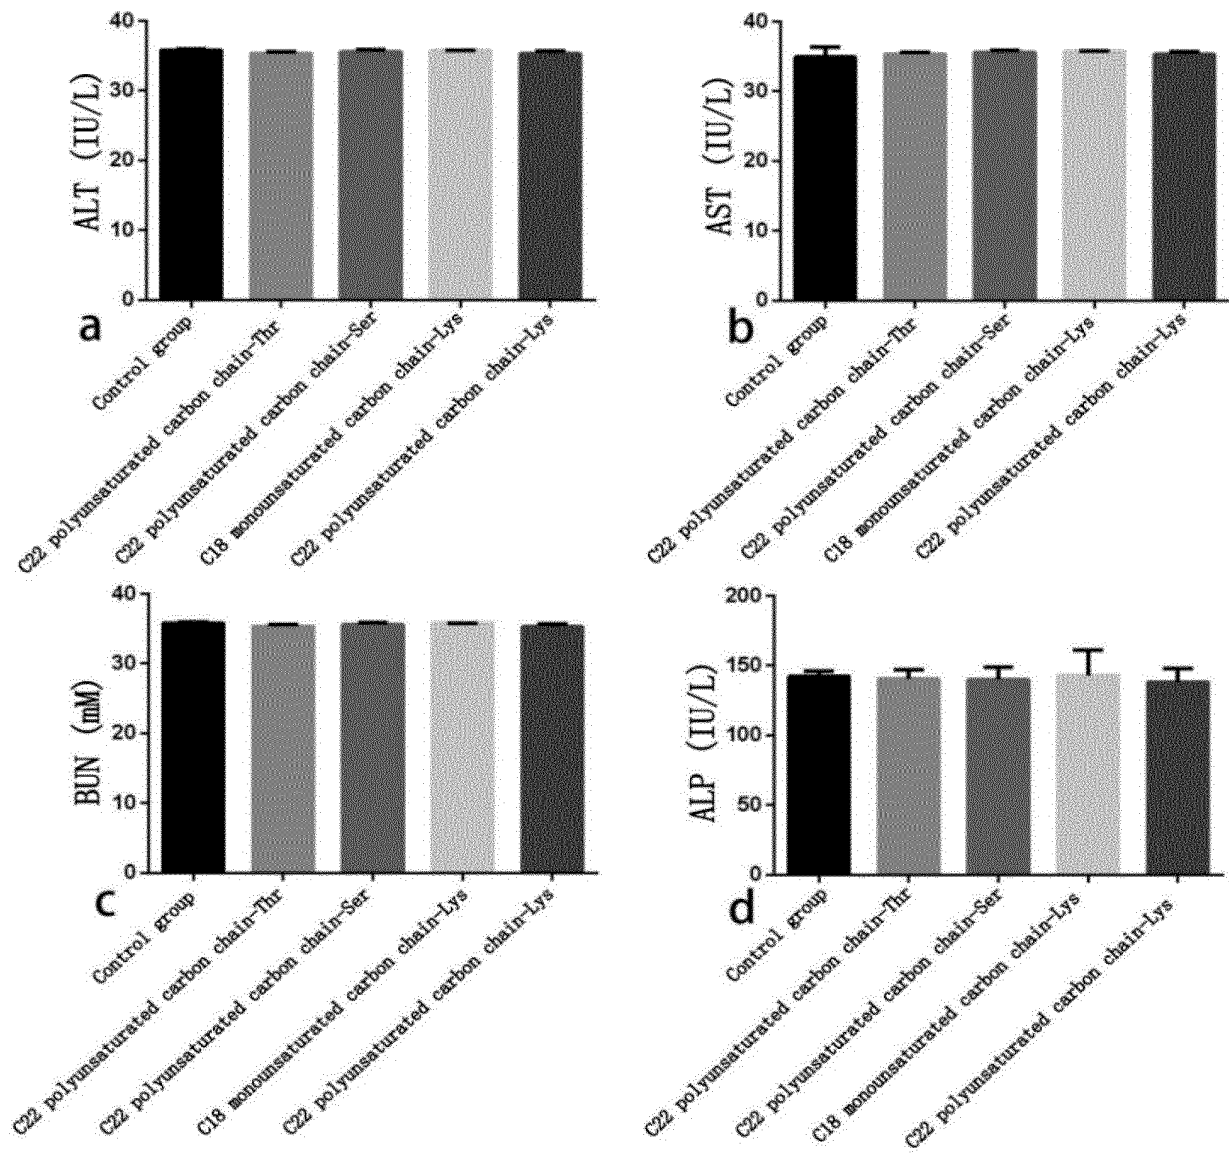 40
30
20
10
0
ALT (IU/L)
a
Control group
C22 polyunsaturated carbon chain-Thr
C22 polyunsaturated carbon chain-Ser
C18 monounsaturated carbon chain-Lys
C22 polyunsaturated carbon chain-Lys
40
30
20
10
0
AST (IU/L)
b
Control group
C22 polyunsaturated carbon chain-Thr
C22 polyunsaturated carbon chain-Ser
C18 monounsaturated carbon chain-Lys
C22 polyunsaturated carbon chain-Lys
40
30
20
10
0
BUN (mM)
c
Control group
C22 polyunsaturated carbon chain-Thr
C22 polyunsaturated carbon chain-Ser
C18 monounsaturated carbon chain-Lys
C22 polyunsaturated carbon chain-Lys
200
150
100
50
0
ALP (IU/L)
d
Control group
C22 polyunsaturated carbon chain-Thr
C22 polyunsaturated carbon chain-Ser
C18 monounsaturated carbon chain-Lys
C22 polyunsaturated carbon chain-Lys